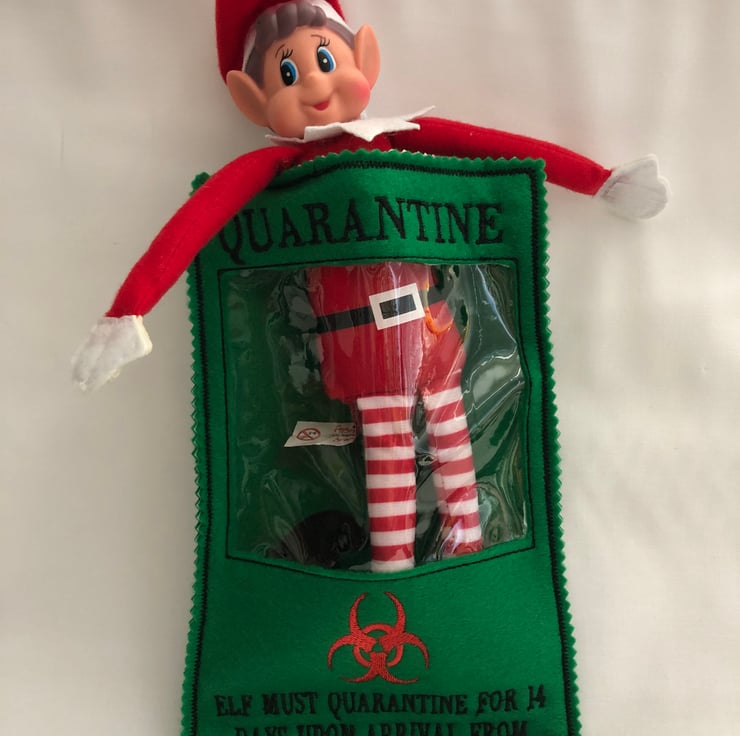 QUARANTINE
ELF MUST QUARANTINE FOR 14
DAYS UPON ARRIVAL FROM